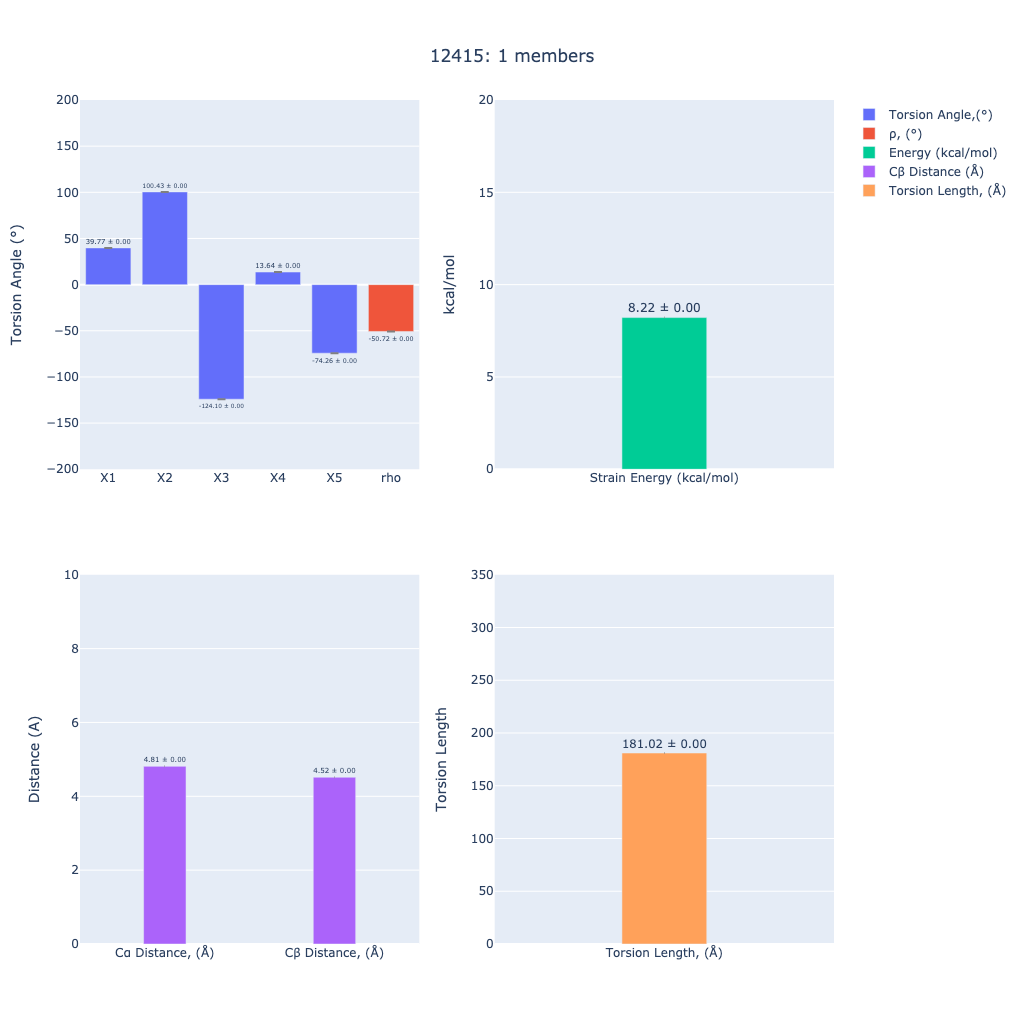 12415: 1 members
Torsion Angle (°)
200
150
100
50
0
−50
−100
−150
−200
39.77 ± 0.00
100.43 ± 0.00
-124.10 ± 0.00
13.64 ± 0.00
-74.26 ± 0.00
-50.72 ± 0.00
X1 X2 X3 X4 X5 rho
kcal/mol
20
15
10
5
0
8.22 ± 0.00
Strain Energy (kcal/mol)
Torsion Angle,(°)
ρ, (°)
Energy (kcal/mol)
Cβ Distance (Å)
Torsion Length, (Å)
Distance (A)
10
8
6
4
2
0
4.81 ± 0.00
4.52 ± 0.00
Cα Distance, (Å) Cβ Distance, (Å)
Torsion Length
350
300
250
200
150
100
50
0
181.02 ± 0.00
Torsion Length, (Å)